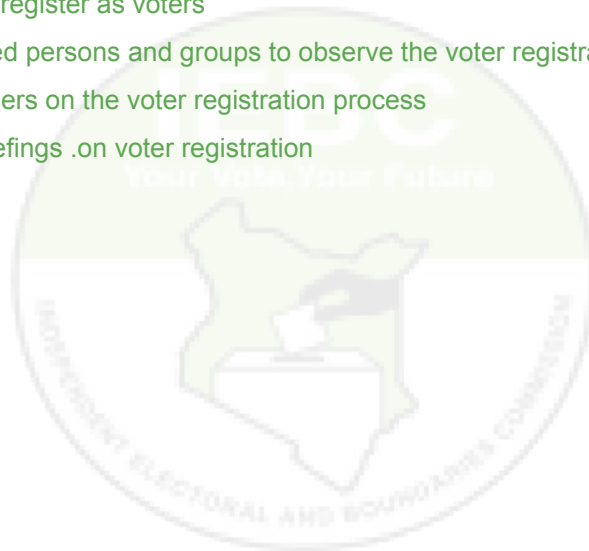 register as voters
ed persons and groups to observe the voter registra
ers on the voter registration process
efings .on voter registration
IEBC
Your Vote, Your Future
INDEPENDENT ELECTORAL AND BOUNDARIES COMMISSION